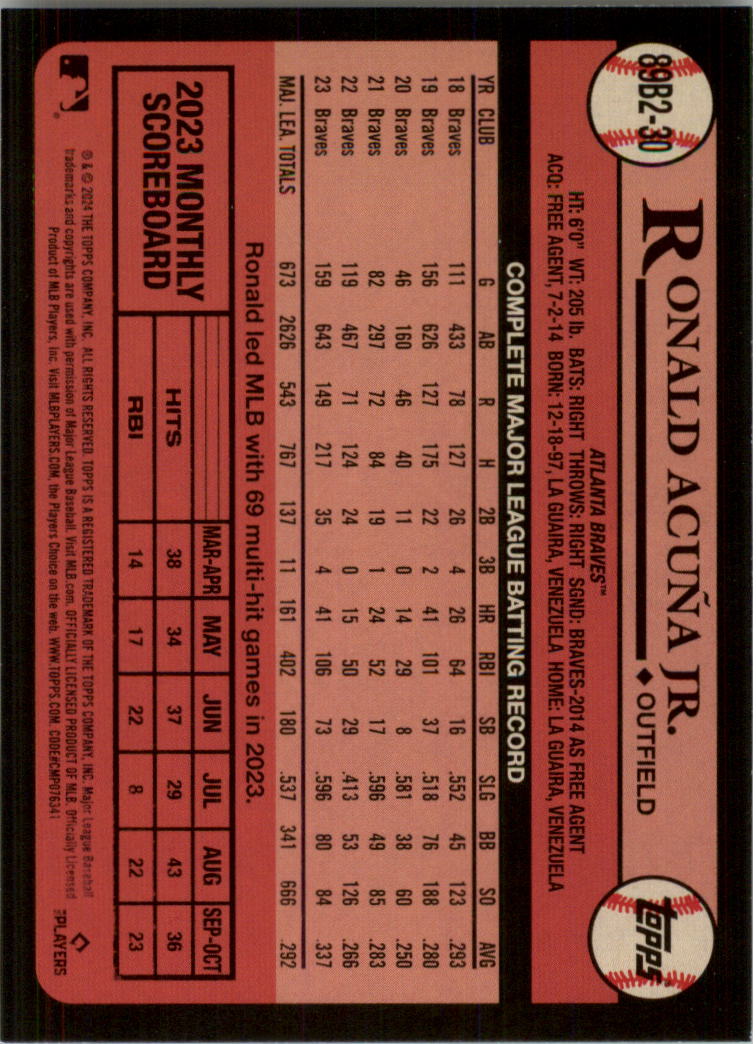 89B2-30
RONALD ACUÑA JR.
◆OUTFIELD
topps®
ATLANTA BRAVES™
HT: 6'0" WT: 205 lb. BATS: RIGHT THROWS: RIGHT SGND: BRAVES-2014 AS FREE AGENT
ACQ: FREE AGENT, 7-2-14 BORN: 12-18-97, LA GUAIRA, VENEZUELA HOME: LA GUAIRA, VENEZUELA
COMPLETE MAJOR LEAGUE BATTING RECORD
YR CLUB G AB R H 2B 3B HR RBI SB SLG BB SO AVG
18 Braves 111 433 78 127 26 4 26 64 16 .552 45 123 .293
19 Braves 156 626 127 175 22 2 41 101 37 .518 76 188 .280
20 Braves 46 160 46 40 11 0 14 29 8 .581 38 60 .250
21 Braves 82 297 72 84 19 1 24 52 17 .596 49 85 .283
22 Braves 119 467 71 124 24 0 15 50 29 .413 53 126 .266
23 Braves 159 643 149 217 35 4 41 106 73 .596 80 84 .337
MAJ. LEA. TOTALS 673 2626 543 767 137 11 161 402 180 .537 341 666 .292
Ronald led MLB with 69 multi-hit games in 2023.
2023 MONTHLY
SCOREBOARD
MAR-APR MAY JUN JUL AUG SEP-OCT
HITS 38 34 37 29 43 36
RBI 14 17 22 8 22 23
® & © 2024 THE TOPPS COMPANY, INC. ALL RIGHTS RESERVED. TOPPS IS A REGISTERED TRADEMARK OF THE TOPPS COMPANY, INC. Major League Baseball
trademarks and copyrights are used with permission of Major League Baseball. Visit MLB.com. OFFICIALLY LICENSED PRODUCT OF MLB. Officially Licensed
Product of MLB Players, Inc. Visit MLBPLAYERS.COM, the Players Choice on the web. WWW.TOPPS.COM. CODE#CMP076341
PLAYERS